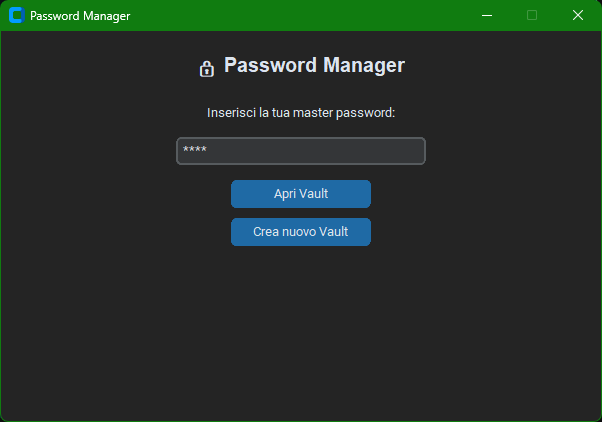 Password Manager
Password Manager
Inserisci la tua master password:
****
Apri Vault
Crea nuovo Vault